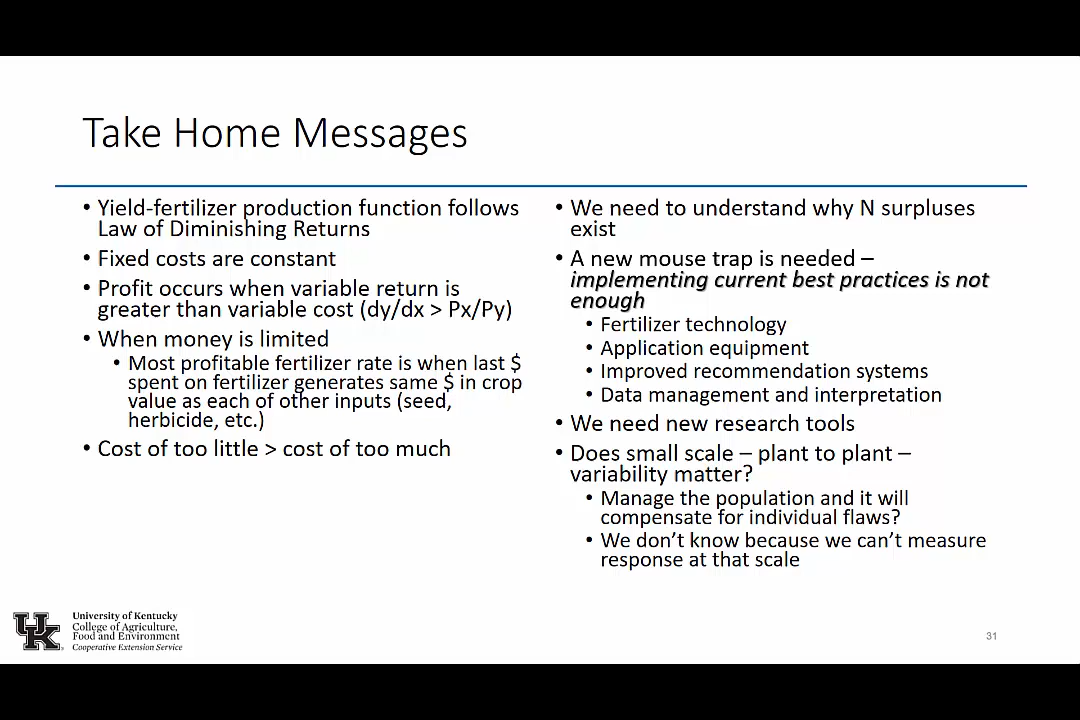 Take Home Messages
• Yield-fertilizer production function follows
Law of Diminishing Returns
• Fixed costs are constant
• Profit occurs when variable return is
greater than variable cost (dy/dx > Px/Py)
• When money is limited
• Most profitable fertilizer rate is when last $
spent on fertilizer generates same $ in crop
value as each of other inputs (seed,
herbicide, etc.)
• Cost of too little > cost of too much
• We need to understand why N surpluses
exist
• A new mouse trap is needed –
implementing current best practices is not
enough
• Fertilizer technology
• Application equipment
• Improved recommendation systems
• Data management and interpretation
• We need new research tools
• Does small scale – plant to plant –
variability matter?
• Manage the population and it will
compensate for individual flaws?
• We don't know because we can't measure
response at that scale
UK
University of Kentucky
College of Agriculture,
Food and Environment
Cooperative Extension Service
31